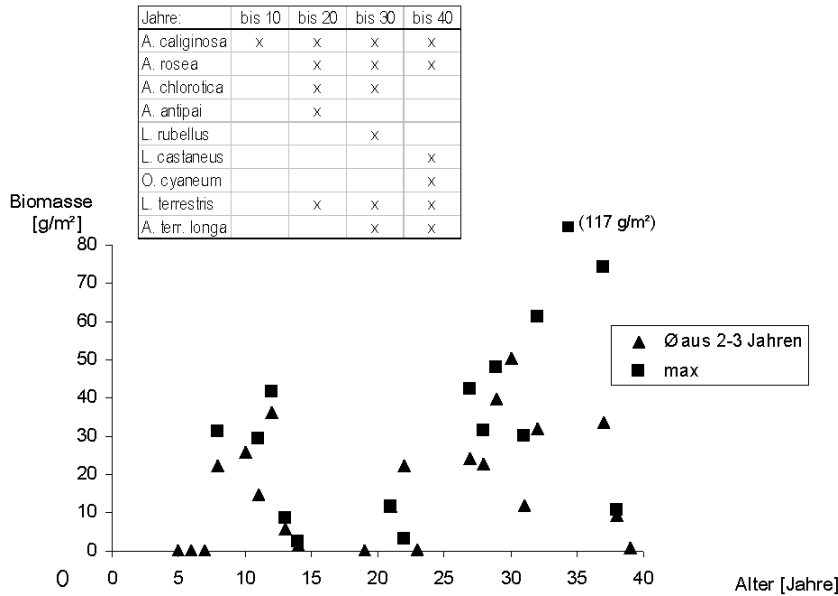 Jahre: bis 10 bis 20 bis 30 bis 40
A. caliginosa x x x x
A. rosea x x x
A. chlorotica x x
A. antipai x
L. rubellus x
L. castaneus x
O. cyaneum x
L. terrestris x x x
A. terr. longa x x
Biomasse
[g/m²]
(117 g/m²)
80
70
60
50
40
30
20
10
0
Ø aus 2-3 Jahren
max
0 5 10 15 20 25 30 35 40
O
Alter [Jahre]